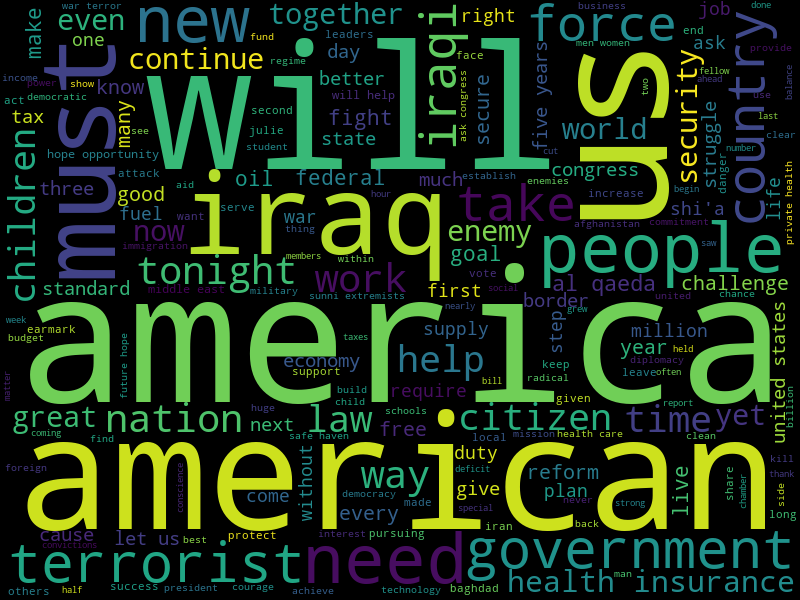 war terror
business
done
even
new
together
fund
leaders
force
right
job
make
one
continue
day
iraqi
face
end
men women
ask
provide
income
power
show
regime
better
must
will
us
fellow
ahead
country
know
will help
ask congress
secure
five years
two
security
use
balance
act
democratic
tax
many
second
fight
world
last
see
julie
state
congress
struggle
number
clear
children
hope opportunity
student
cut
danger
attack
three
good
aid
oil
federal
much
establish
enemies
increase
begin
life
private health
fuel
want
serve
hour
iraq
take
shi'a
now
war
thing
enemy
afghanistan
commitment
immigration
members
within
goal
people
saw
tonight
work
vote
standard
middle east
military
sunni extremists
first
social
al qaeda
challenge
border
united
chance
week
earmark
america
nearly
supply
step
grew
million
budget
future hope
taxes
economy
help
year
held
diplomacy
support
keep
radical
leave
often
united states
matter
build
child
require
bill
given
report
billion
great
nation
huge
law
schools
free
citizen
time
yet
coming
find
next
safe haven
local
mission
health care
clean
american
without
duty
foreign
conscience
way
deficit
give
reform
plan
live
share
chamber
kill
thank
side
come
democracy
every
made
special
never
strong
long
cause
let us
best
protect
interest
pursuing
iran
back
convictions
terrorist
need
government
others
half
success
president
courage
achieve
technology
baghdad
health insurance
man